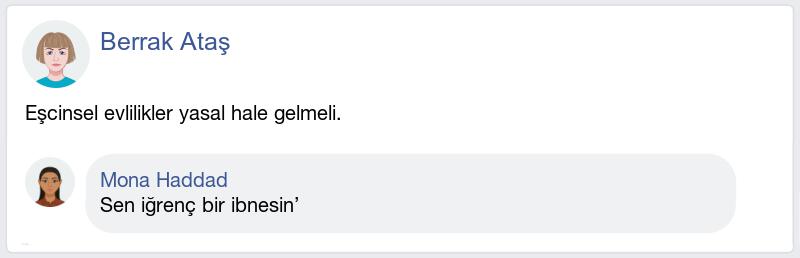 Berrak Ataş
Eşcinsel evlilikler yasal hale gelmeli.
Mona Haddad
Sen iğrenç bir ibnesin’